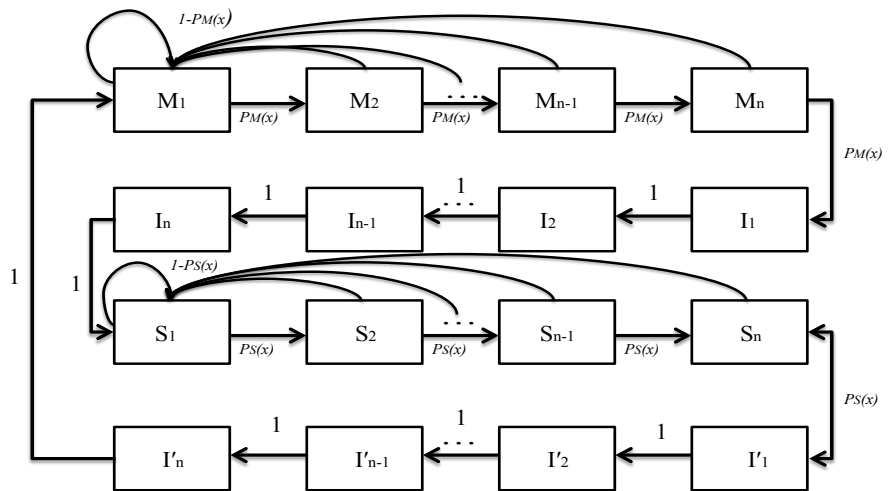 1-PM(x)
M1 M2 ... Mn-1 Mn
PM(x) PM(x) PM(x) PM(x)
1 1 1
In In-1 ... I2 I1
1 1
1-PS(x)
S1 S2 ... Sn-1 Sn
PS(x) PS(x) PS(x) PS(x)
1 1 1
I'n I'n-1 ... I'2 I'1